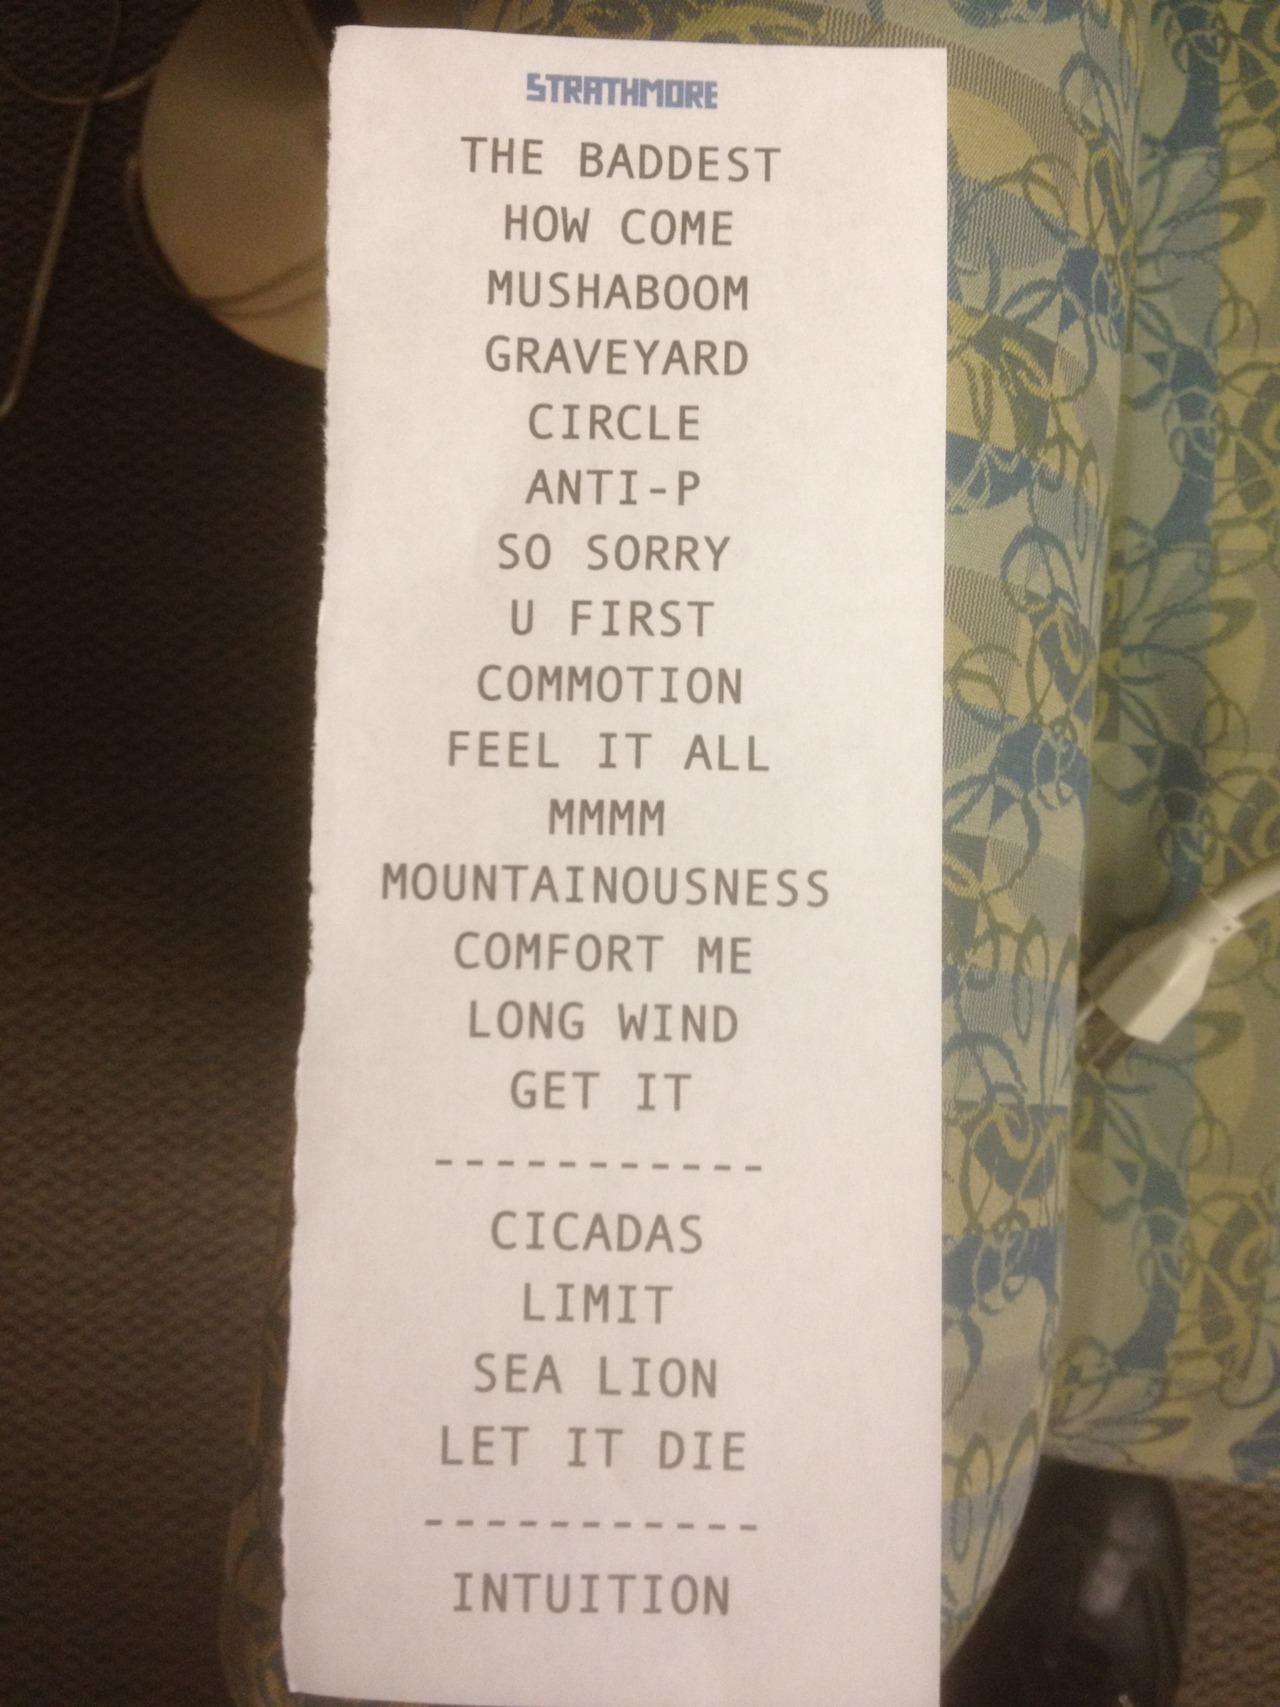 STRATHMORE
THE BADDEST
HOW COME
MUSHABOOM
GRAVEYARD
CIRCLE
ANTI-P
SO SORRY
U FIRST
COMMOTION
FEEL IT ALL
MMMM
MOUNTAINOUSNESS
COMFORT ME
LONG WIND
GET IT
-----------
CICADAS
LIMIT
SEA LION
LET IT DIE
-----------
INTUITION